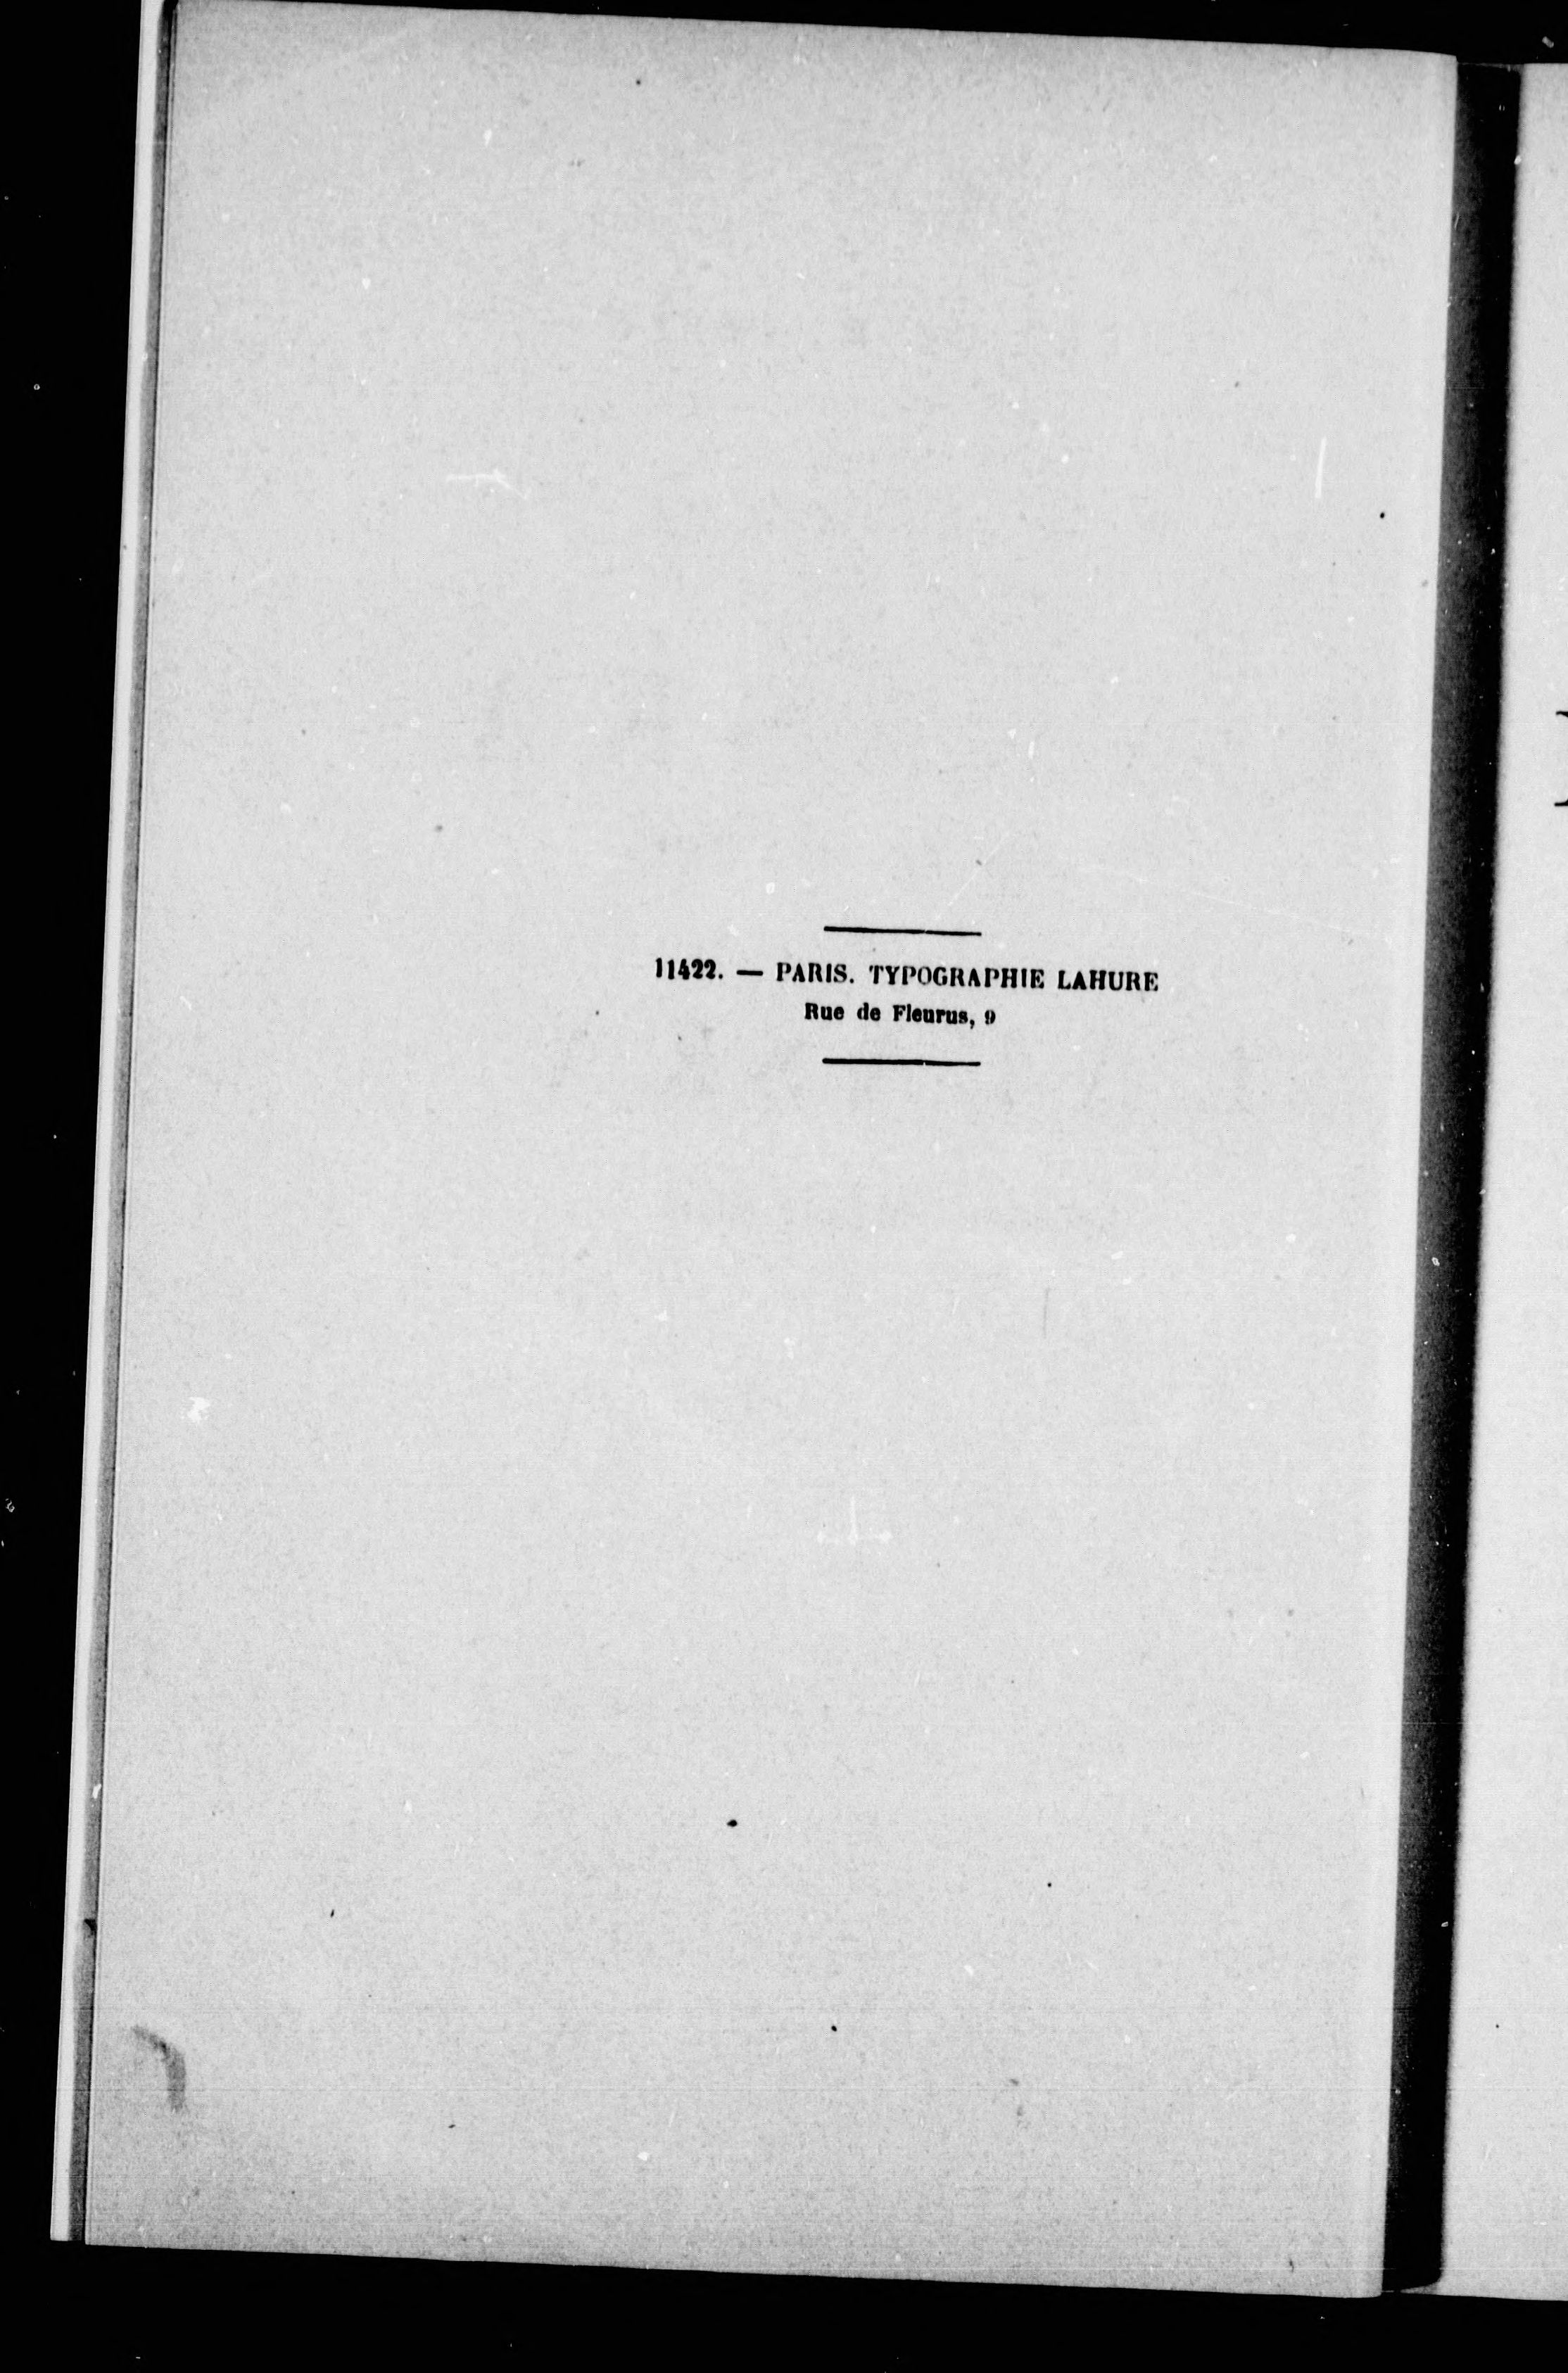 11422. — PARIS. TYPOGRAPHIE LAHURE
Rue de Fleurus, 9